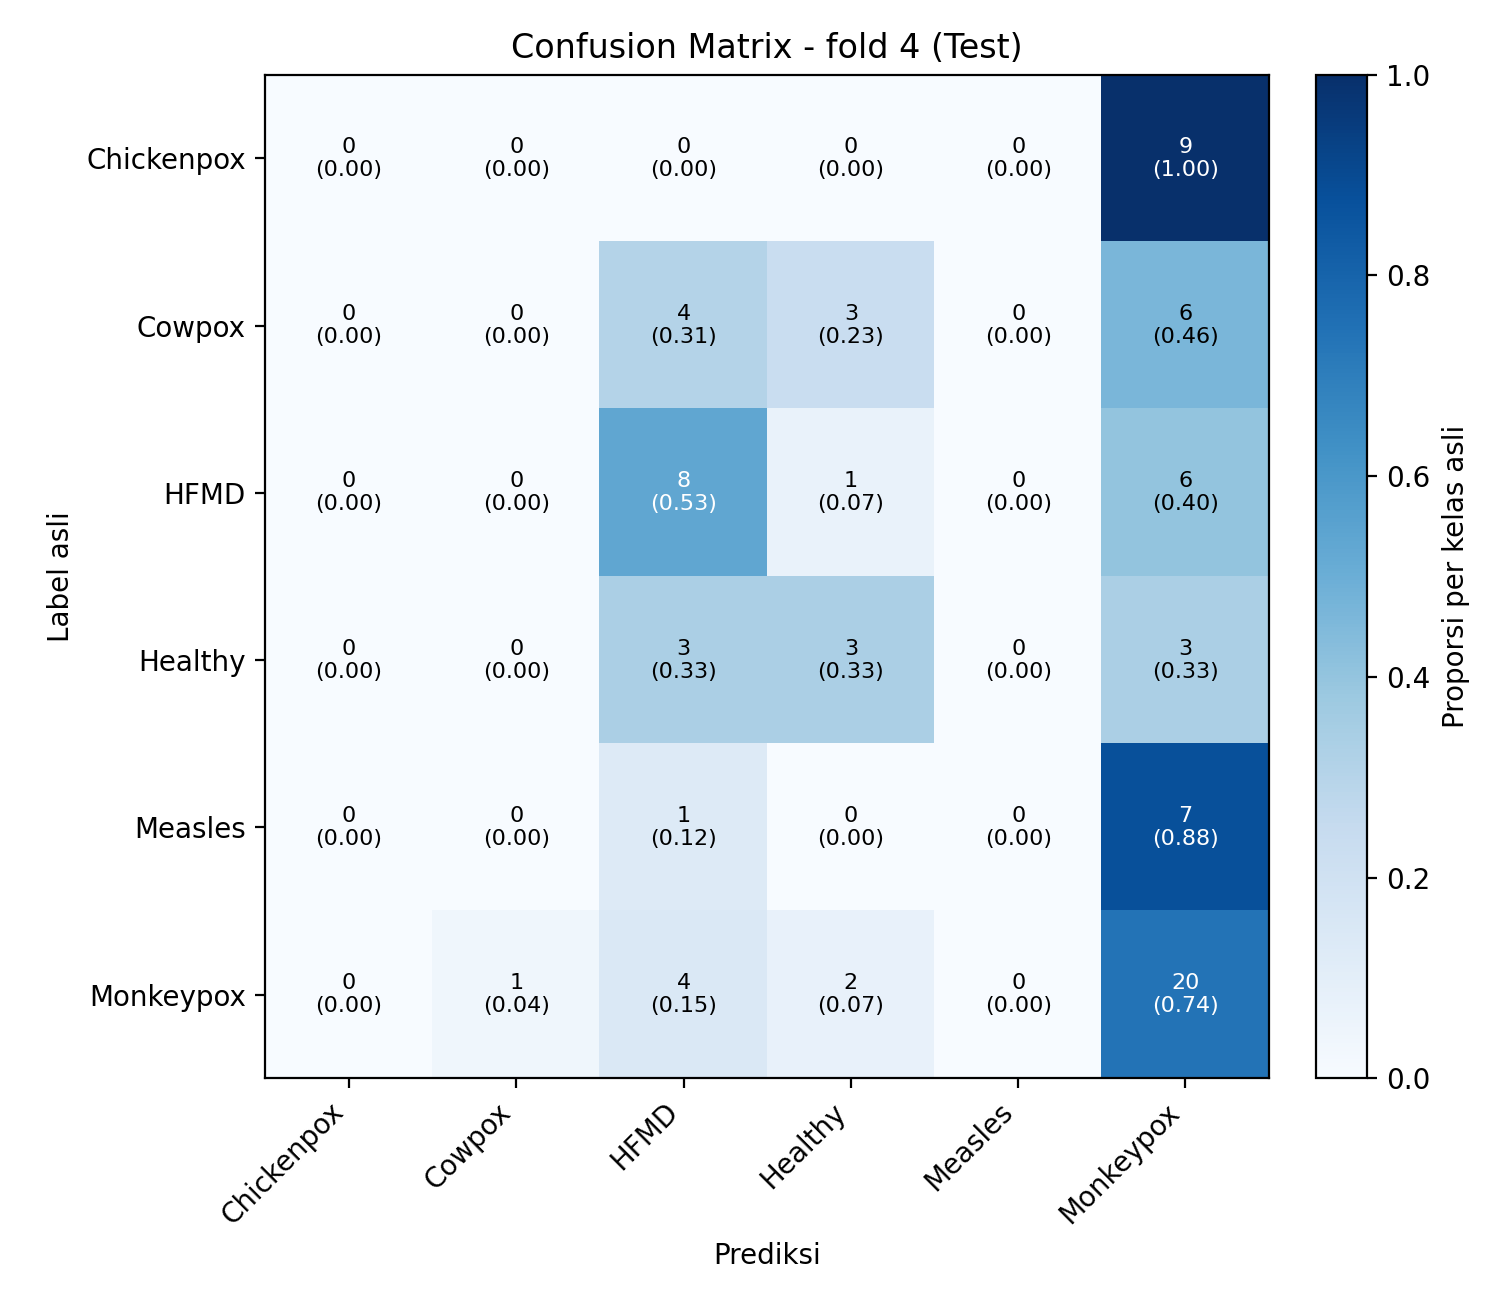 Confusion Matrix - fold 4 (Test)
Chickenpox
0 0 0 0 0 9
(0.00) (0.00) (0.00) (0.00) (0.00) (1.00)
Cowpox
0 0 4 3 0 6
(0.00) (0.00) (0.31) (0.23) (0.00) (0.46)
HFMD
0 0 8 1 0 6
(0.00) (0.00) (0.53) (0.07) (0.00) (0.40)
Healthy
0 0 3 3 0 3
(0.00) (0.00) (0.33) (0.33) (0.00) (0.33)
Measles
0 0 1 0 0 7
(0.00) (0.00) (0.12) (0.00) (0.00) (0.88)
Monkeypox
0 1 4 2 0 20
(0.00) (0.04) (0.15) (0.07) (0.00) (0.74)
Label asli
Chickenpox Cowpox HFMD Healthy Measles Monkeypox
Prediksi
1.0
0.8
0.6
0.4
0.2
0.0
Proporsi per kelas asli